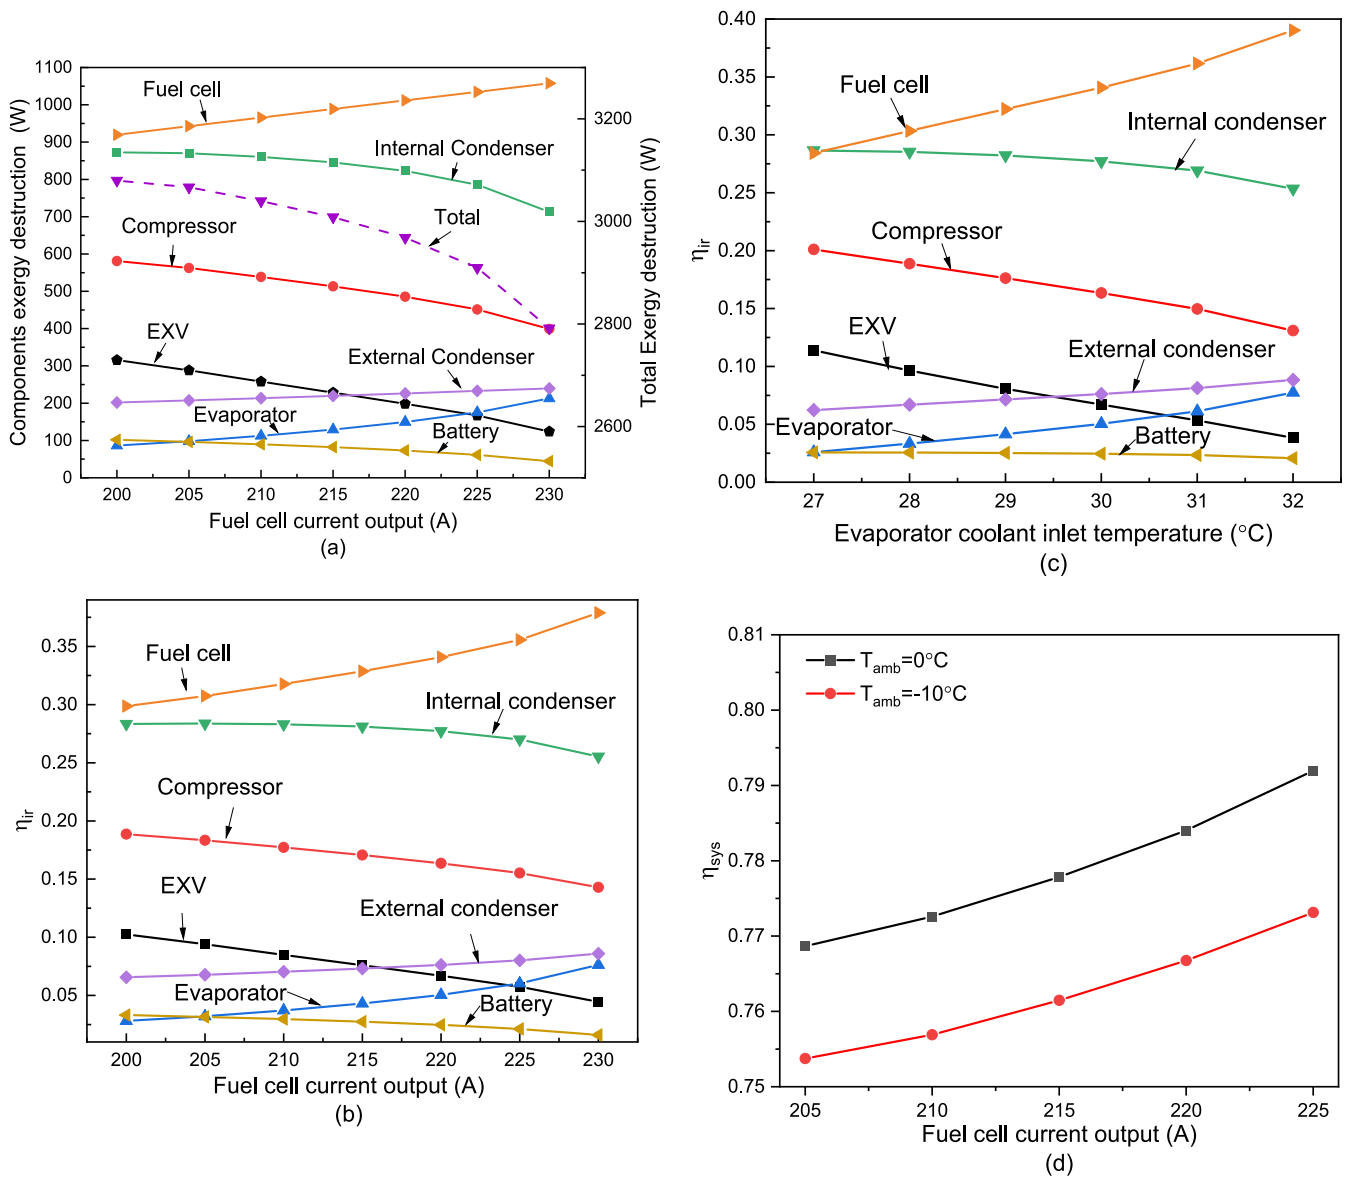 1100
1000
900
800
700
600
500
400
300
200
100
0
Components exergy destruction (W)
3200
3000
2800
2600
Total Exergy destruction (W)
Fuel cell
Internal Condenser
Total
Compressor
EXV
External Condenser
Evaporator
Battery
200 205 210 215 220 225 230
Fuel cell current output (A)
(a)
0.40
0.35
0.30
0.25
0.20
0.15
0.10
0.05
0.00
ηir
Fuel cell
Internal condenser
Compressor
EXV
External condenser
Evaporator
Battery
27 28 29 30 31 32
Evaporator coolant inlet temperature (°C)
(c)
0.35
0.30
0.25
0.20
0.15
0.10
0.05
ηir
Fuel cell
Internal condenser
Compressor
EXV
External condenser
Evaporator
Battery
200 205 210 215 220 225 230
Fuel cell current output (A)
(b)
0.81
0.80
0.79
0.78
0.77
0.76
0.75
ηsys
Tamb=0°C
Tamb=-10°C
205 210 215 220 225
Fuel cell current output (A)
(d)